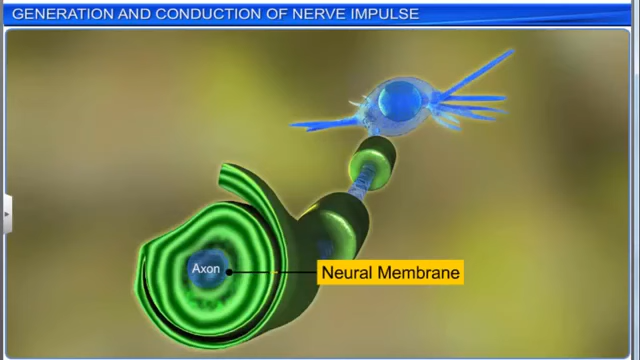 GENERATION AND CONDUCTION OF NERVE IMPULSE
Axon
Neural Membrane